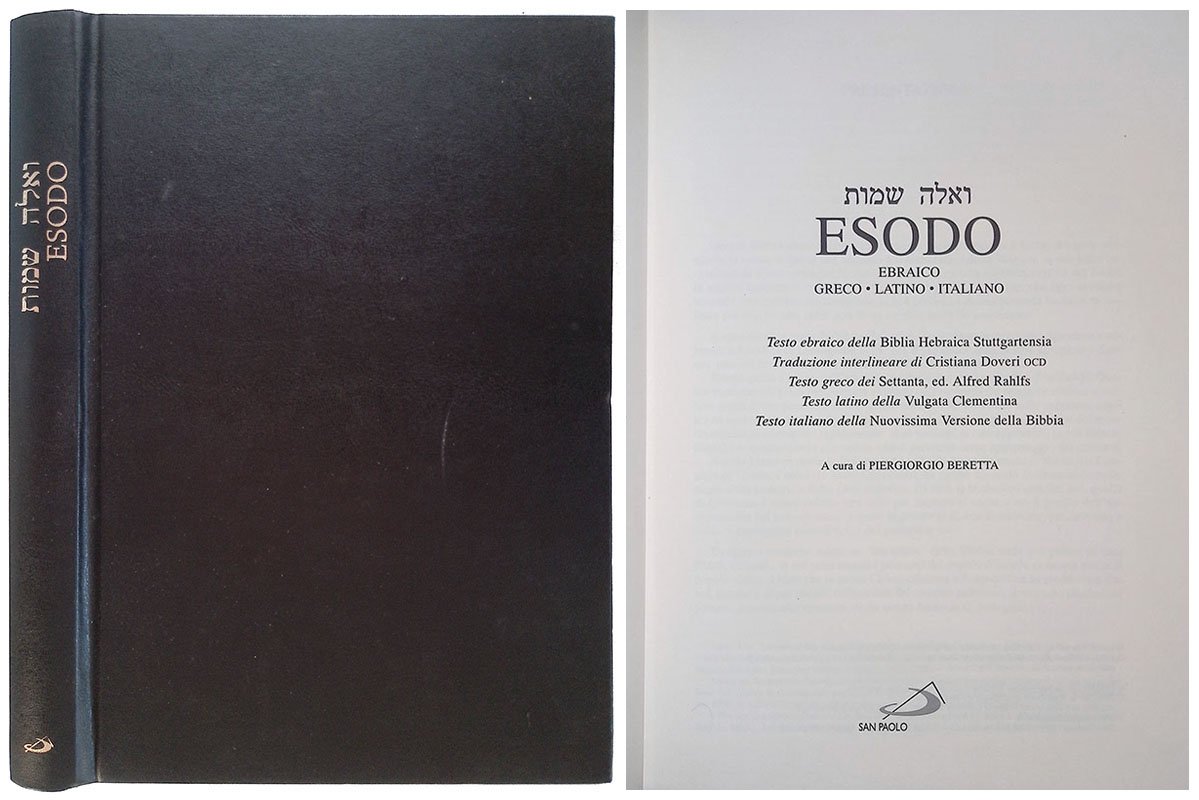 ואלה שמות
ESODO
ואלה שמות
ESODO
EBRAICO
GRECO • LATINO • ITALIANO
Testo ebraico della Biblia Hebraica Stuttgartensia
Traduzione interlineare di Cristiana Doveri OCD
Testo greco dei Settanta, ed. Alfred Rahlfs
Testo latino della Vulgata Clementina
Testo italiano della Nuovissima Versione della Bibbia
A cura di PIERGIORGIO BERETTA
SAN PAOLO